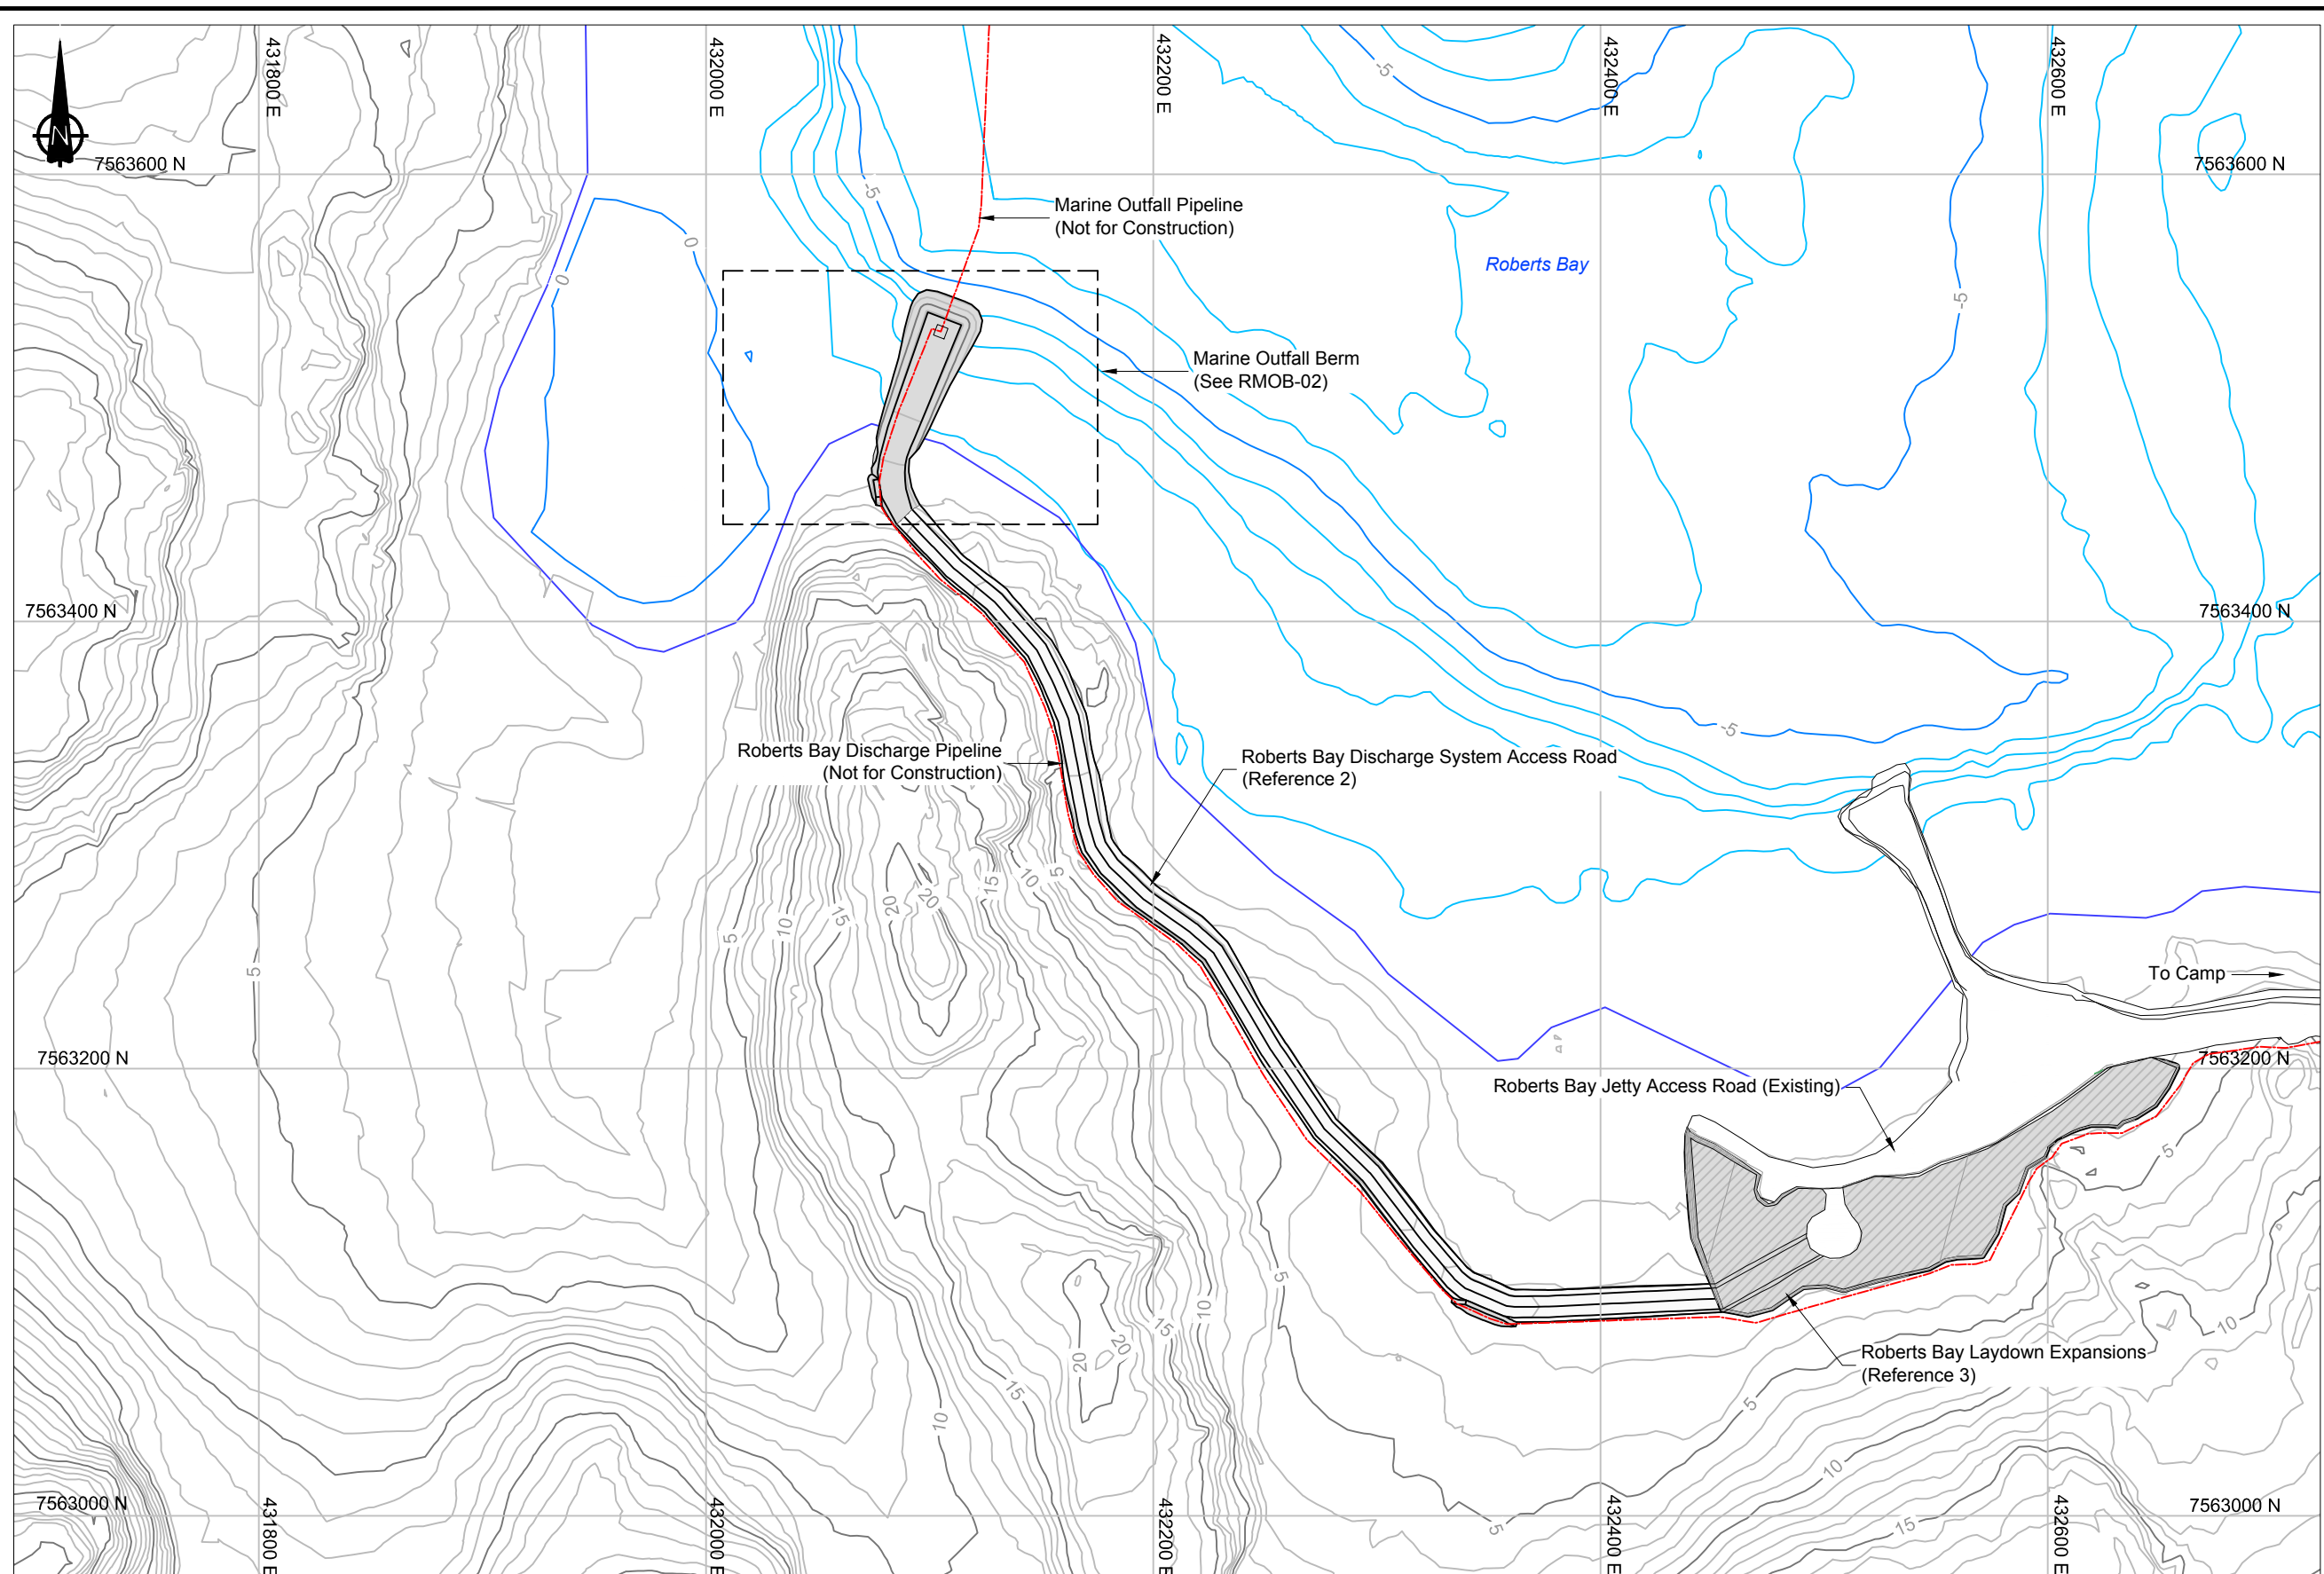 431800 E
432000 E
432200 E
432400 E
432600 E
N
7563600 N
7563600 N
-5
-5
0
0
Marine Outfall Pipeline
(Not for Construction)
Roberts Bay
-5
Marine Outfall Berm
(See RMOB-02)
7563400 N
7563400 N
-5
Roberts Bay Discharge Pipeline
(Not for Construction)
Roberts Bay Discharge System Access Road
(Reference 2)
5
10
15
20
20
15
10
5
5
To Camp
4
7563200 N
7563200 N
Roberts Bay Jetty Access Road (Existing)
5
5
10
15
20
20
10
Roberts Bay Laydown Expansions
(Reference 3)
15
10
5
10
5
15
7563000 N
7563000 N
431800 E
432000 E
432200 E
432400 E
432600 E